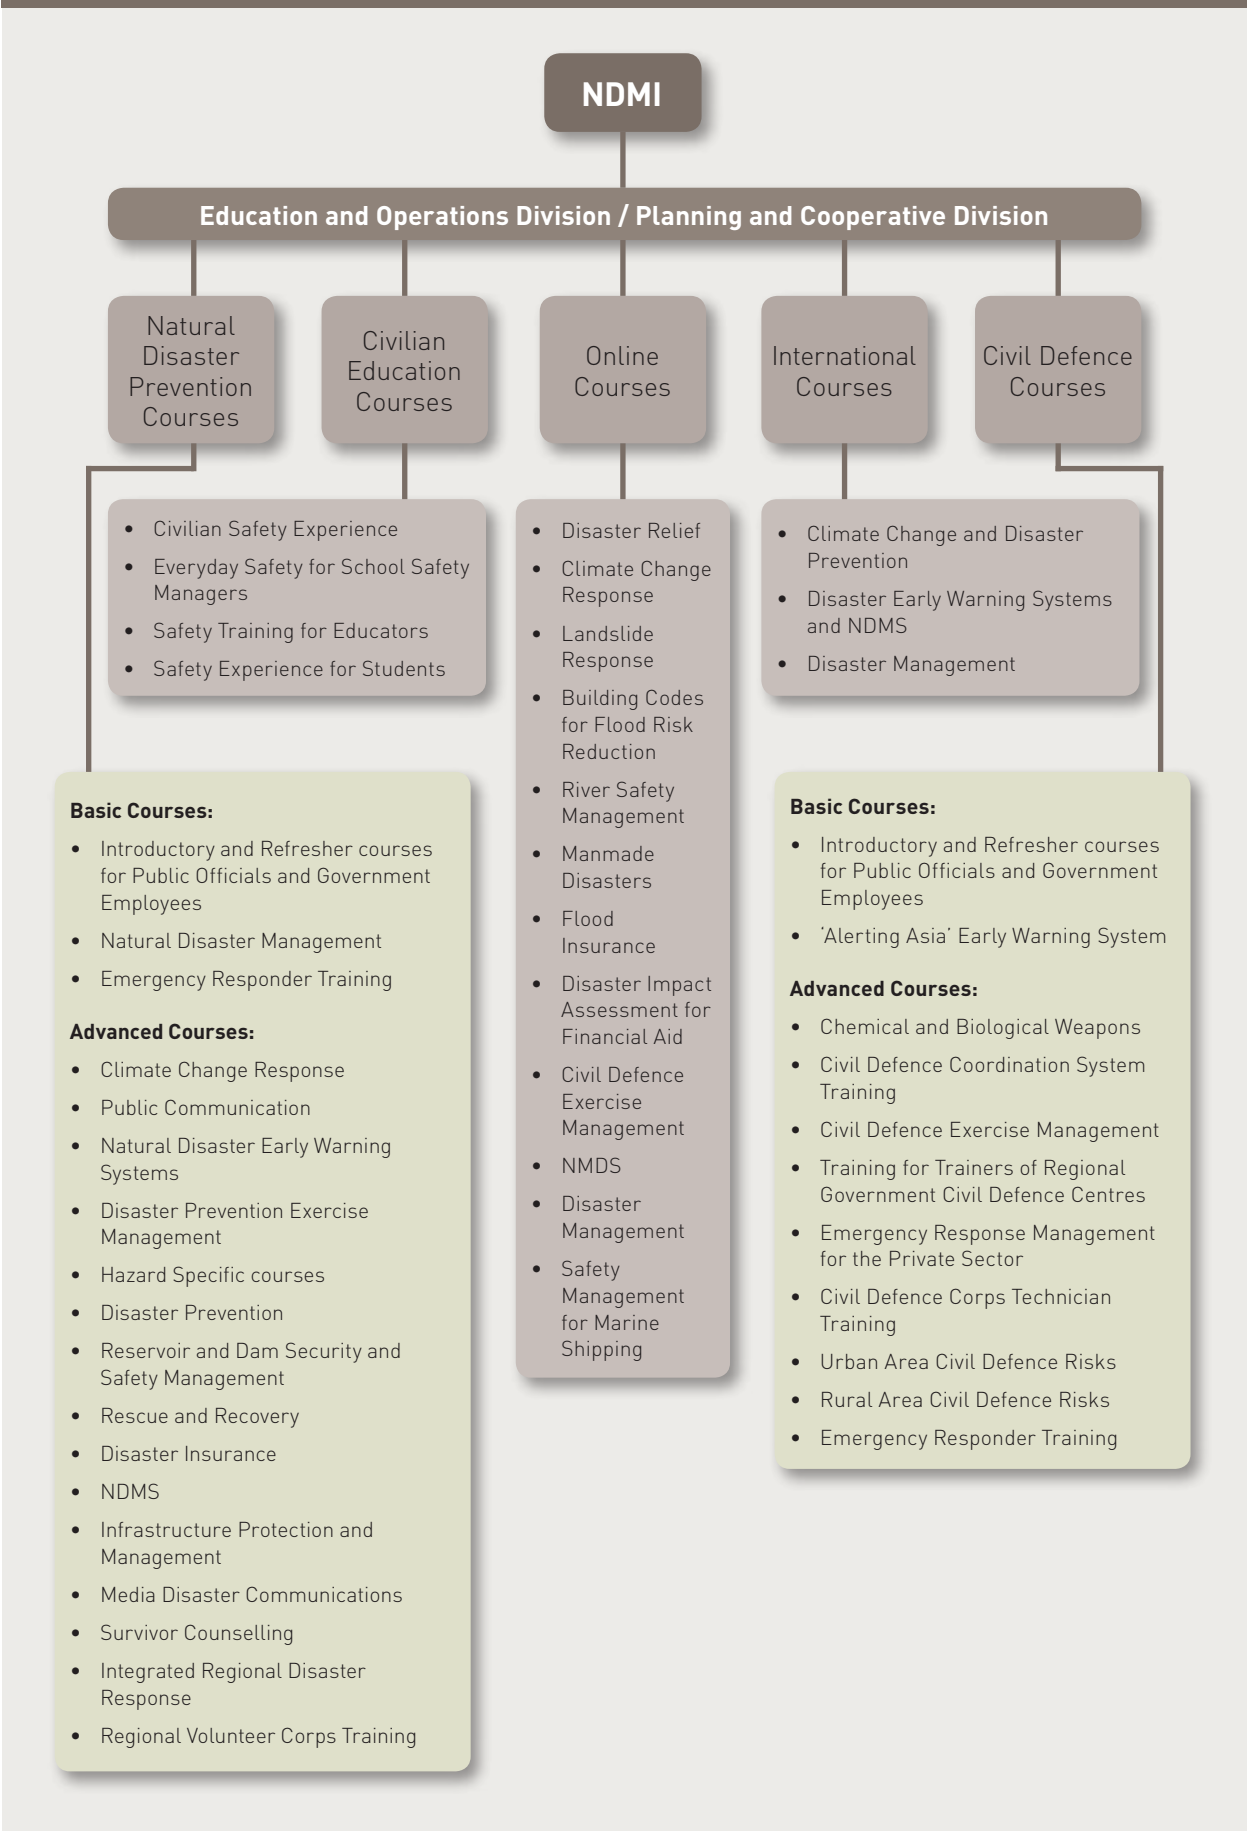 NDMI
Education and Operations Division / Planning and Cooperative Division
Natural
Disaster
Prevention
Courses
Civilian
Education
Courses
Online
Courses
International
Courses
Civil Defence
Courses
• Civilian Safety Experience
• Everyday Safety for School Safety
Managers
• Safety Training for Educators
• Safety Experience for Students
• Disaster Relief
• Climate Change
Response
• Landslide
Response
• Building Codes
for Flood Risk
Reduction
• River Safety
Management
• Manmade
Disasters
• Flood
Insurance
• Disaster Impact
Assessment for
Financial Aid
• Civil Defence
Exercise
Management
• NMDS
• Disaster
Management
• Safety
Management
for Marine
Shipping
• Climate Change and Disaster
Prevention
• Disaster Early Warning Systems
and NDMS
• Disaster Management
Basic Courses:
• Introductory and Refresher courses
for Public Officials and Government
Employees
• Natural Disaster Management
• Emergency Responder Training
Advanced Courses:
• Climate Change Response
• Public Communication
• Natural Disaster Early Warning
Systems
• Disaster Prevention Exercise
Management
• Hazard Specific courses
• Disaster Prevention
• Reservoir and Dam Security and
Safety Management
• Rescue and Recovery
• Disaster Insurance
• NDMS
• Infrastructure Protection and
Management
• Media Disaster Communications
• Survivor Counselling
• Integrated Regional Disaster
Response
• Regional Volunteer Corps Training
Basic Courses:
• Introductory and Refresher courses
for Public Officials and Government
Employees
• ‘Alerting Asia’ Early Warning System
Advanced Courses:
• Chemical and Biological Weapons
• Civil Defence Coordination System
Training
• Civil Defence Exercise Management
• Training for Trainers of Regional
Government Civil Defence Centres
• Emergency Response Management
for the Private Sector
• Civil Defence Corps Technician
Training
• Urban Area Civil Defence Risks
• Rural Area Civil Defence Risks
• Emergency Responder Training